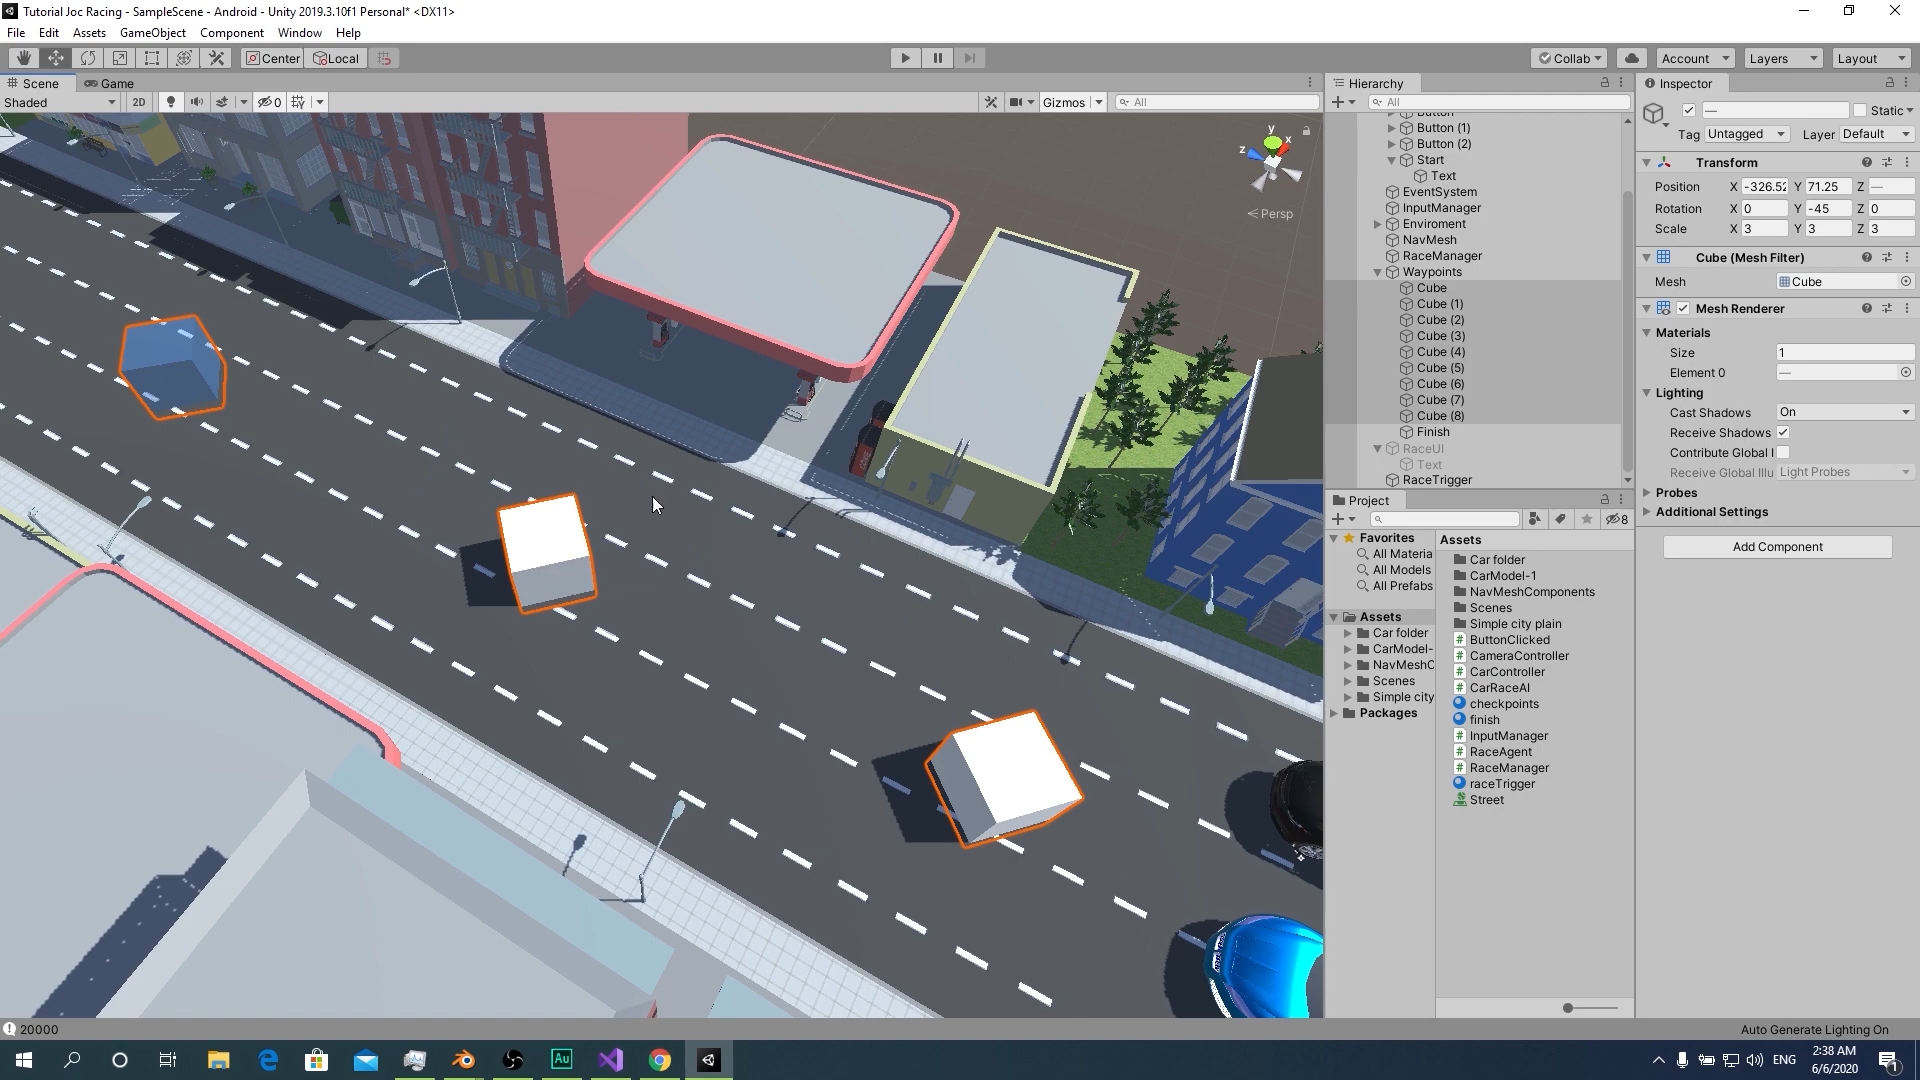 Tutorial Joc Racing - SampleScene - Android - Unity 2019.3.10f1 Personal* <DX11>
File Edit Assets GameObject Component Window Help
Center Local Collab Account Layers Layout
Scene Game
Shaded 2D 0 Gizmos All
y
x
z
Persp
Hierarchy
All
Button
Button (1)
Button (2)
Start
Text
EventSystem
InputManager
Enviroment
NavMesh
RaceManager
Waypoints
Cube
Cube (1)
Cube (2)
Cube (3)
Cube (4)
Cube (5)
Cube (6)
Cube (7)
Cube (8)
Finish
RaceUI
Text
RaceTrigger
Project
8
Favorites
All Materia
All Models
All Prefabs
Assets
Car folder
CarModel-
NavMeshC
Scenes
Simple city
Packages
Assets
Car folder
CarModel-1
NavMeshComponents
Scenes
Simple city plain
ButtonClicked
CameraController
CarController
CarRaceAI
checkpoints
finish
InputManager
RaceAgent
RaceManager
raceTrigger
Street
Inspector
— Static
Tag Untagged Layer Default
Transform
Position X -326.52 Y 71.25 Z —
Rotation X 0 Y -45 Z 0
Scale X 3 Y 3 Z 3
Cube (Mesh Filter)
Mesh Cube
Mesh Renderer
Materials
Size 1
Element 0 —
Lighting
Cast Shadows On
Receive Shadows
Contribute Global I
Receive Global Illu Light Probes
Probes
Additional Settings
Add Component
20000
Auto Generate Lighting On
Au
ENG
2:38 AM
6/6/2020
1